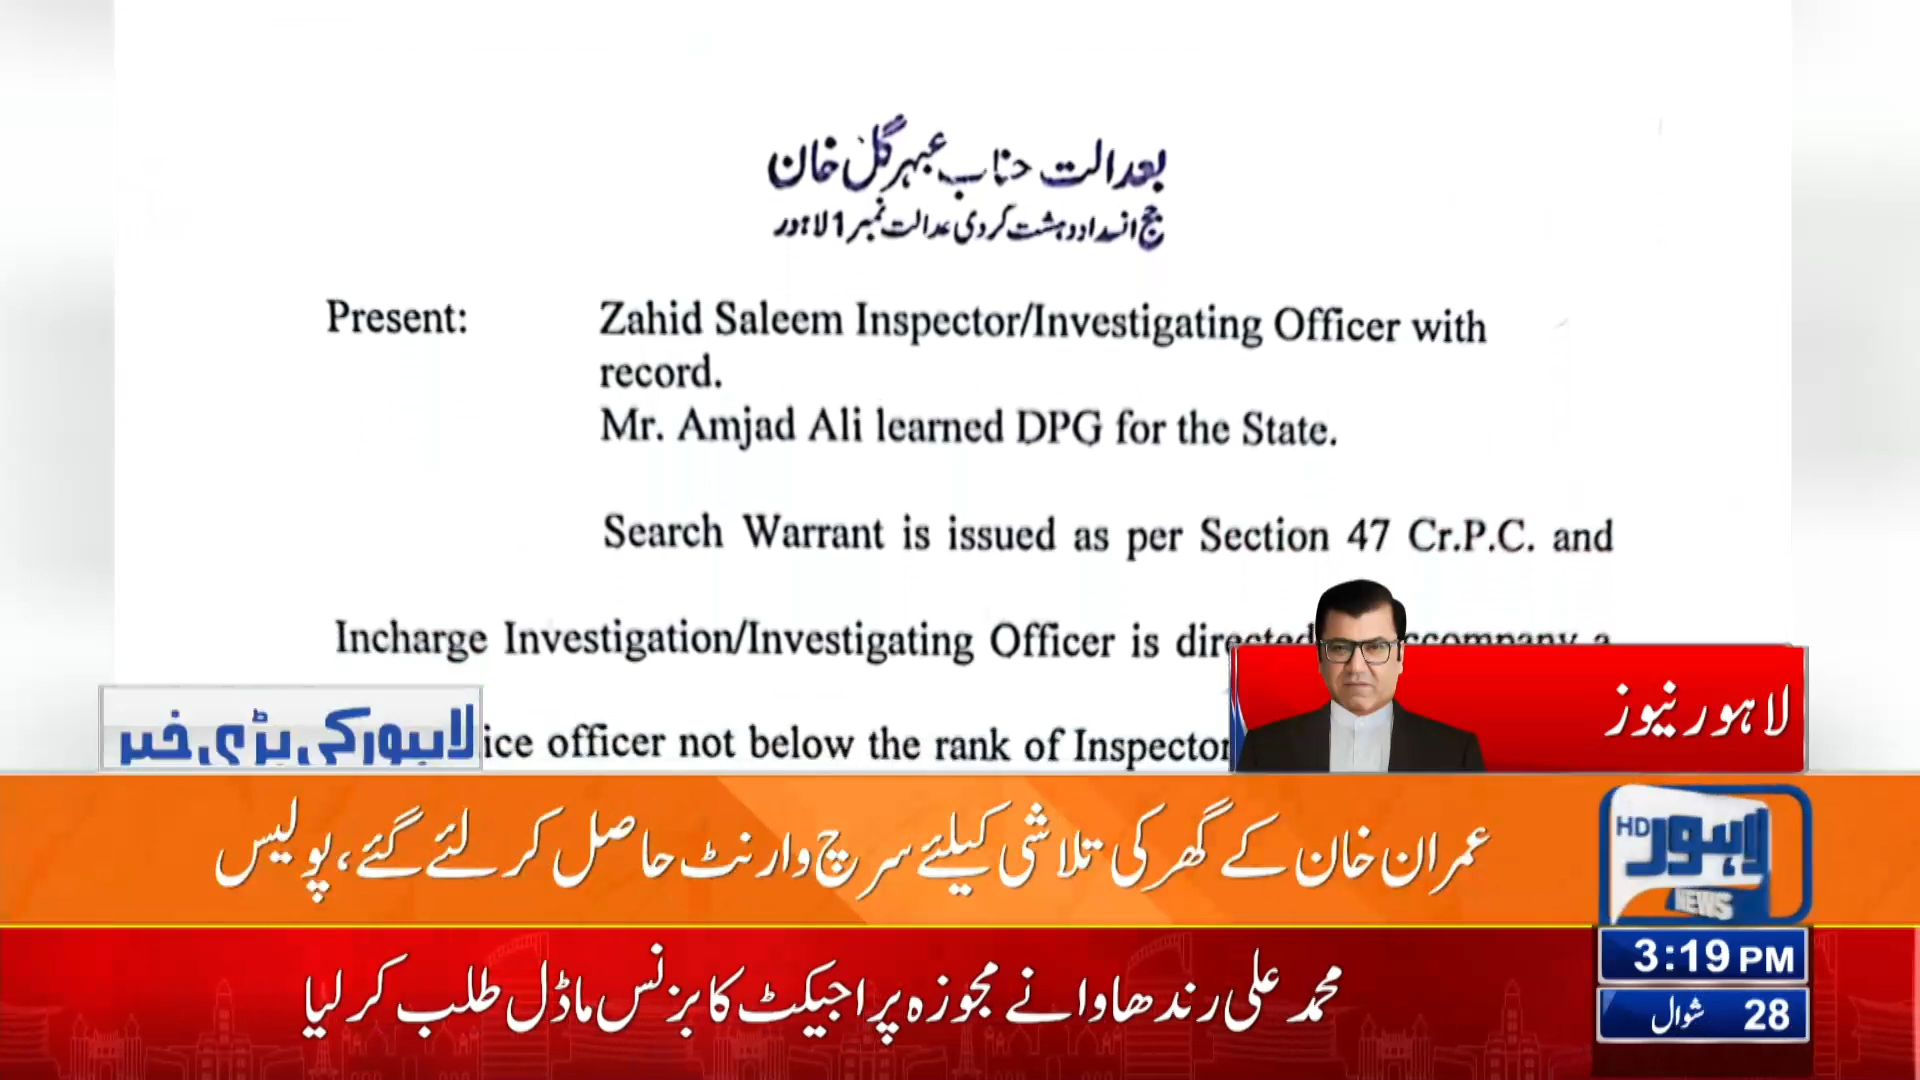 بعدالت جناب عبہر گل خان
جج انسداد دہشت گردی عدالت نمبر 1 لاہور
Present: Zahid Saleem Inspector/Investigating Officer with
record.
Mr. Amjad Ali learned DPG for the State.
Search Warrant is issued as per Section 47 Cr.P.C. and
Incharge Investigation/Investigating Officer is directed accompany a
officer not below the rank of Inspector
لاہور نیوز
لاہور کی بڑی خبر
عمران خان کے گھر کی تلاشی کیلئے سرچ وارنٹ حاصل کر لئے گئے، پولیس
HD لاہور
NEWS
محمد علی رندھاوا نے مجوزہ پراجیکٹ کا بزنس ماڈل طلب کر لیا
3:19 PM
28 شوال